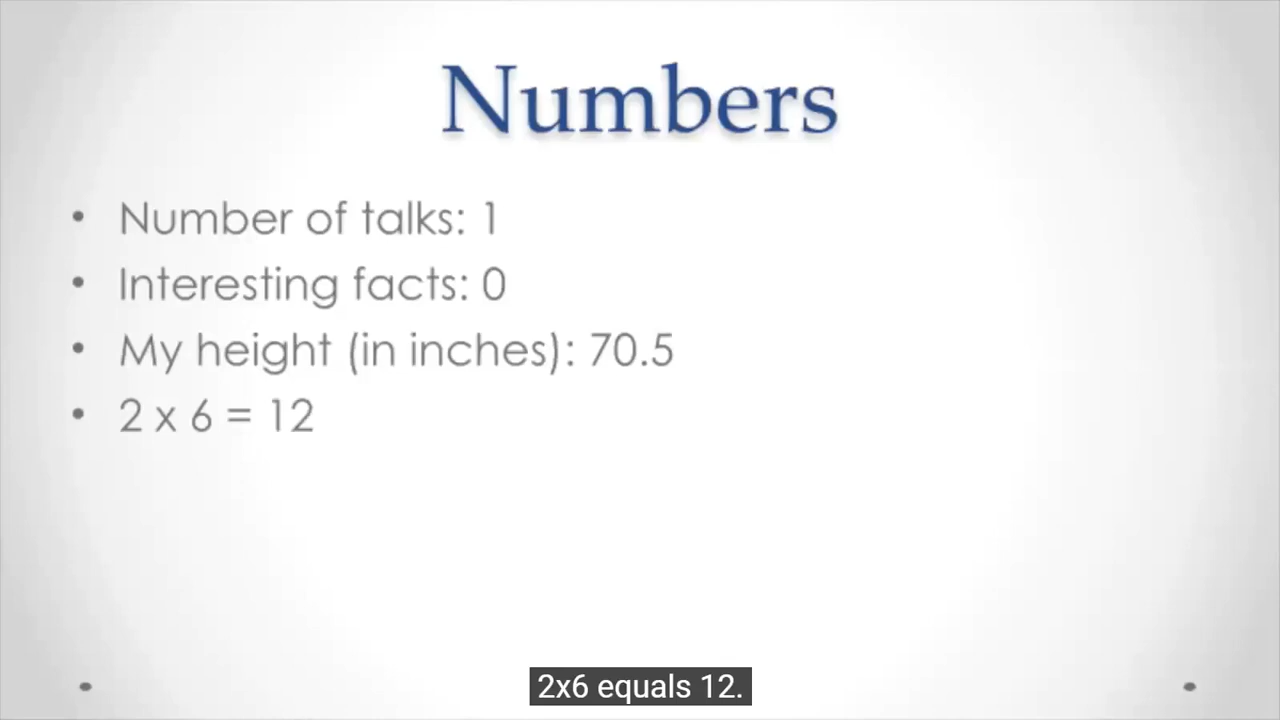 Numbers
• Number of talks: 1
• Interesting facts: 0
• My height (in inches): 70.5
• 2 x 6 = 12
2x6 equals 12.